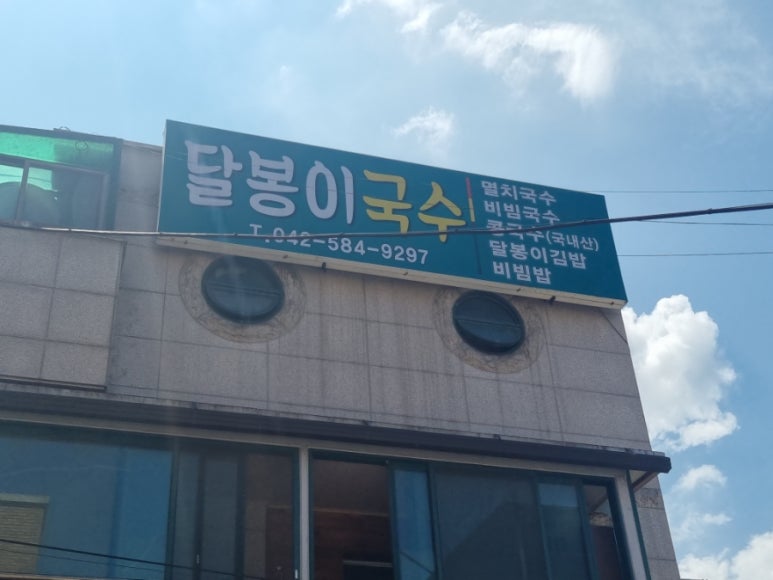 달봉이국수
T.042-584-9297
멸치국수
비빔국수
콩국수(국내산)
달봉이김밥
비빔밥